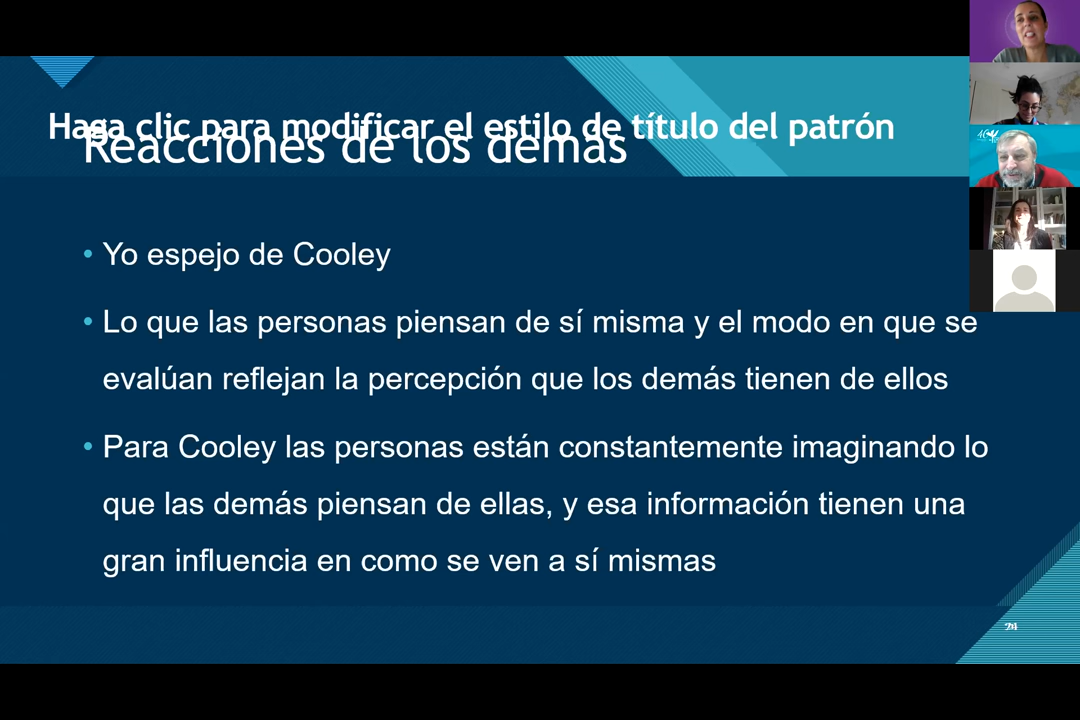 Haga clic para modificar el estilo de título del patrón
Reacciones de los demás
• Yo espejo de Cooley
• Lo que las personas piensan de sí misma y el modo en que se
evalúan reflejan la percepción que los demás tienen de ellos
• Para Cooley las personas están constantemente imaginando lo
que las demás piensan de ellas, y esa información tienen una
gran influencia en como se ven a sí mismas